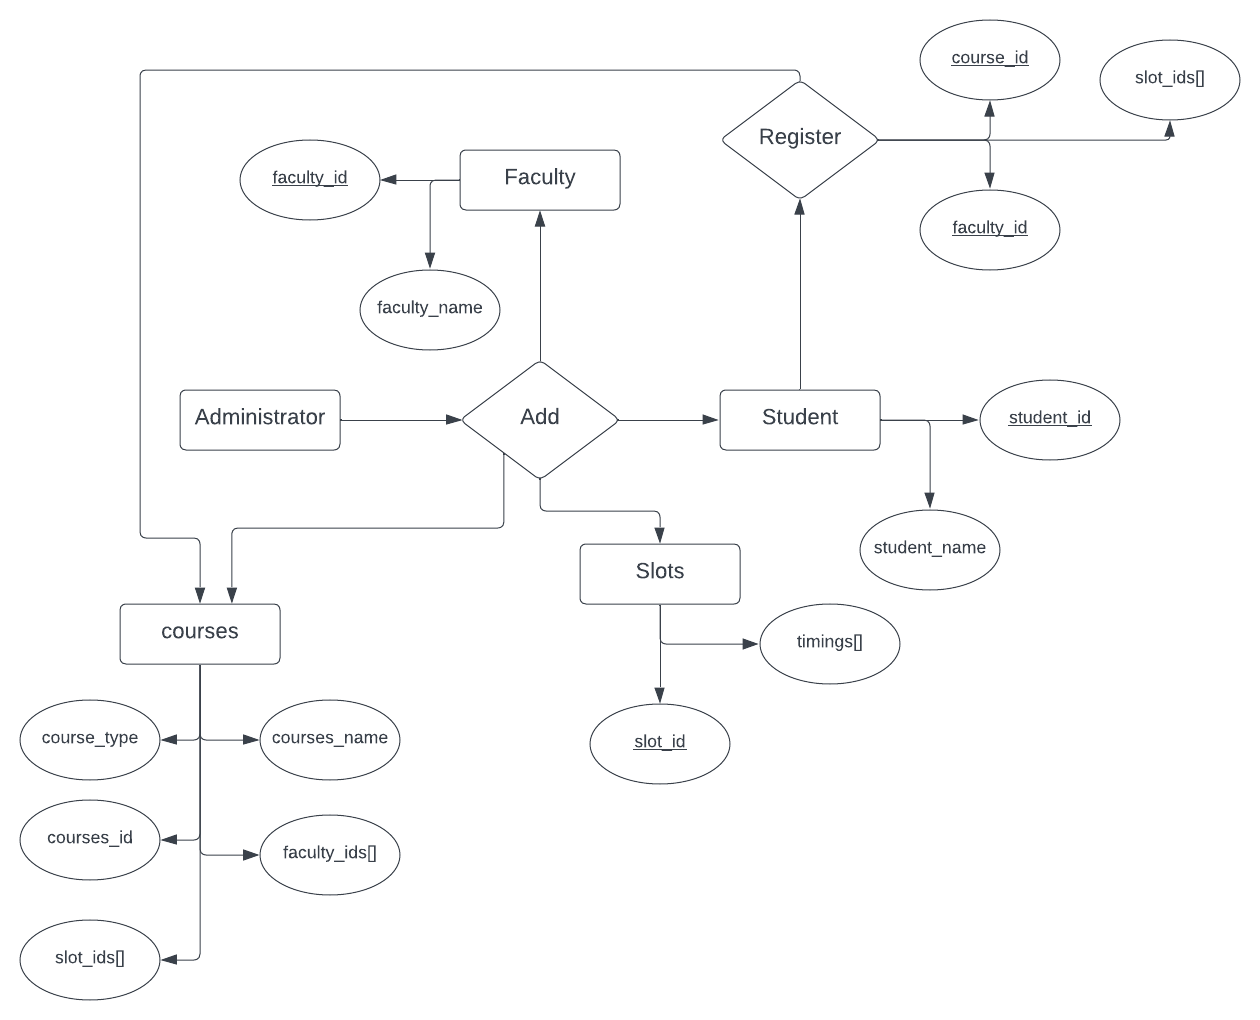 course_id
slot_ids[]
Register
faculty_id
Faculty
faculty_id
faculty_name
Administrator
Add
Student
student_id
student_name
Slots
courses
timings[]
slot_id
course_type
courses_name
courses_id
faculty_ids[]
slot_ids[]